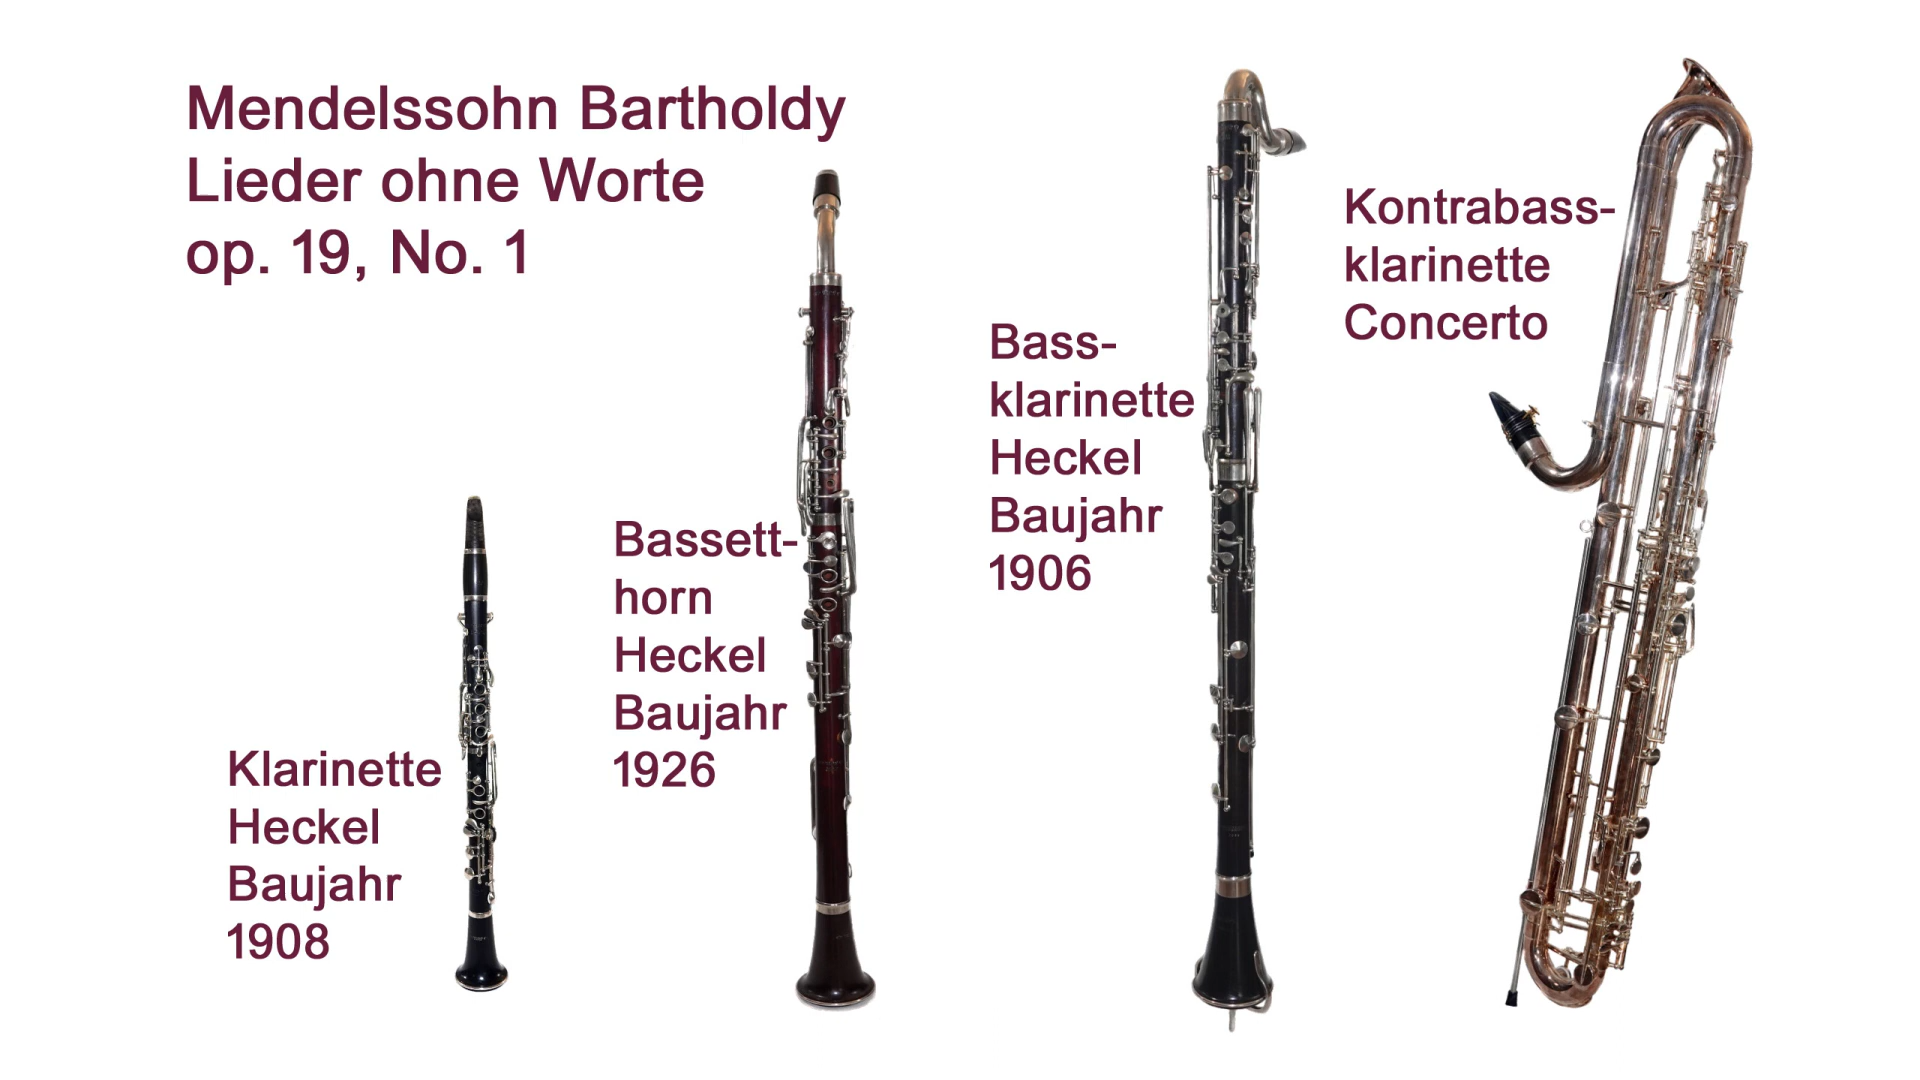 Mendelssohn Bartholdy
Lieder ohne Worte
op. 19, No. 1
Klarinette
Heckel
Baujahr
1908
Bassett-
horn
Heckel
Baujahr
1926
Bass-
klarinette
Heckel
Baujahr
1906
Kontrabass-
klarinette
Concerto